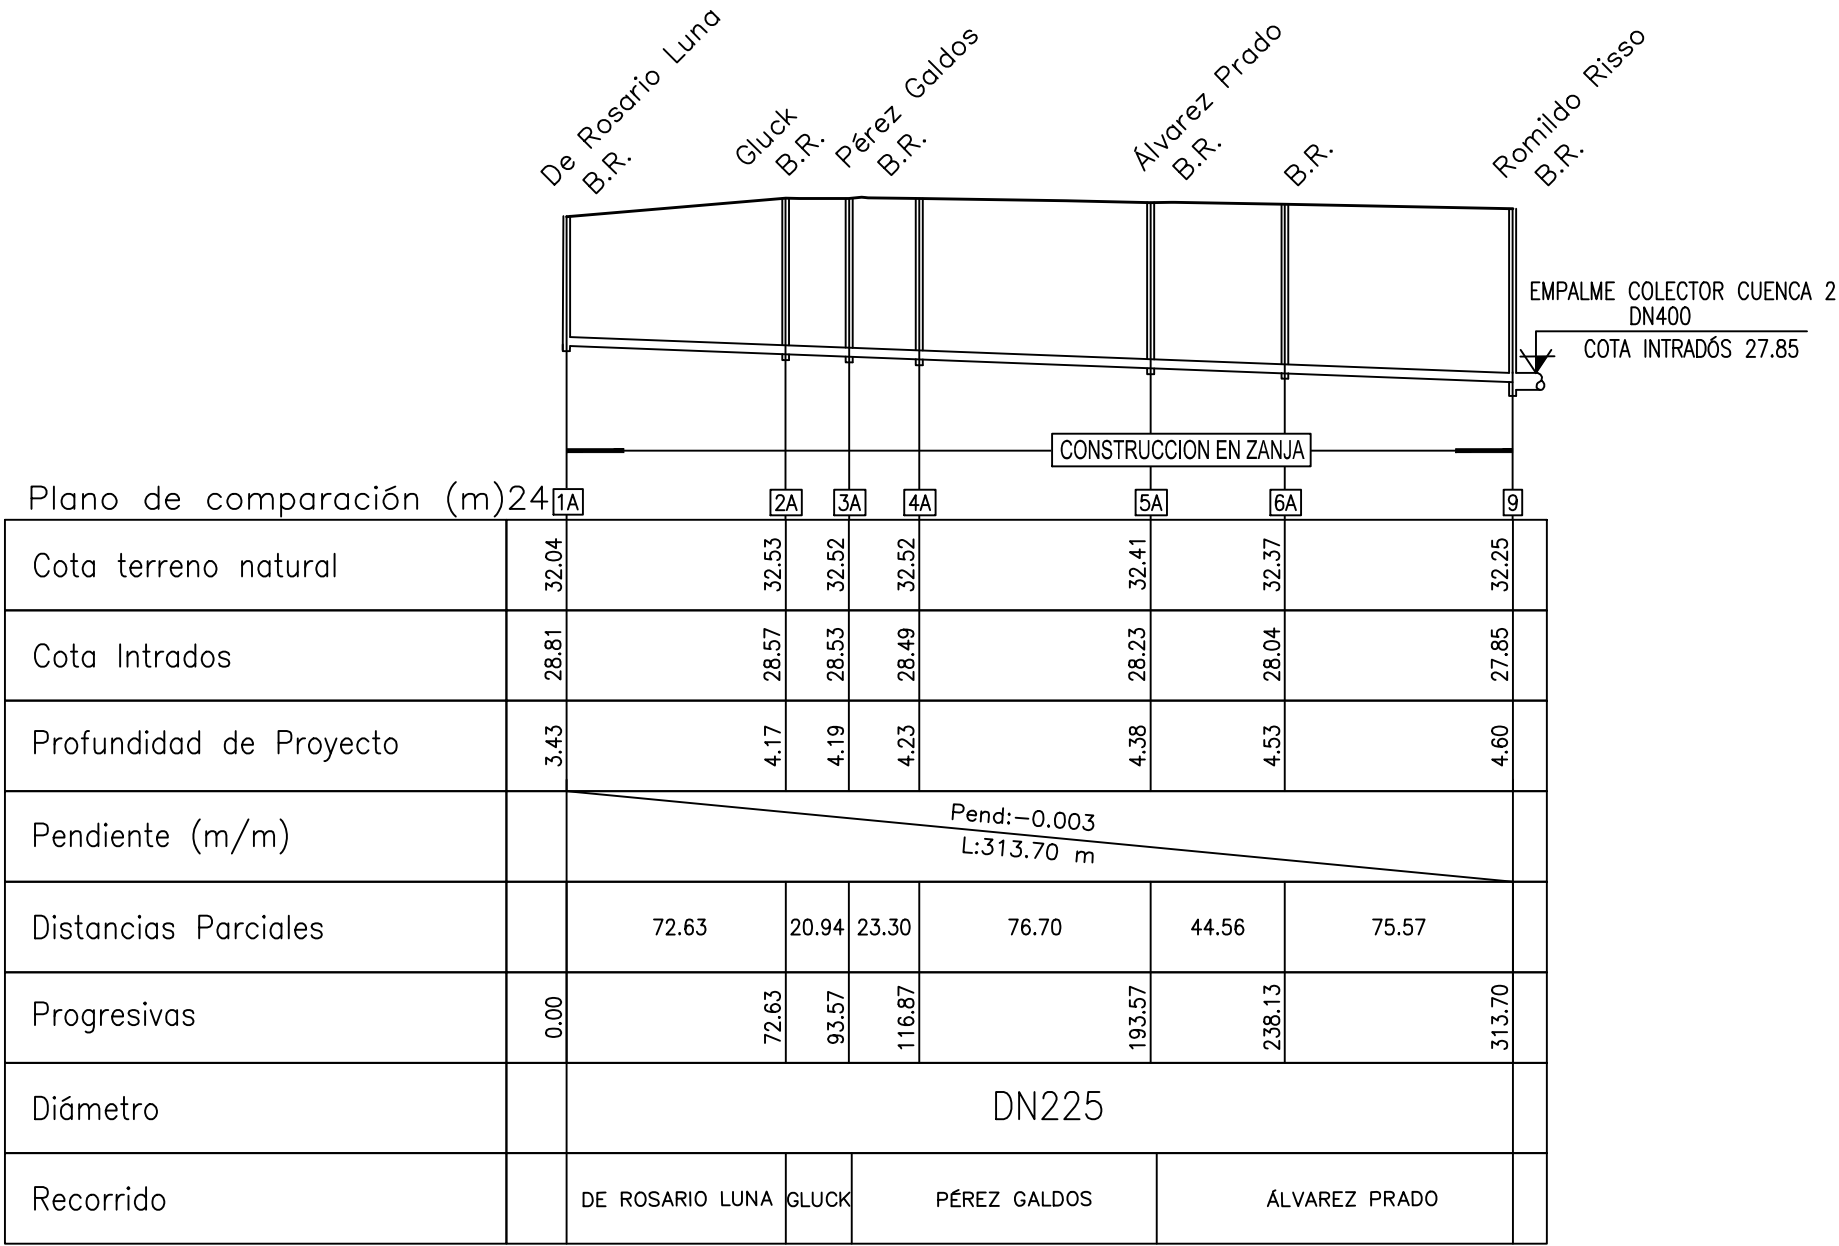 De Rosario Luna
B.R.
Gluck
B.R.
Pérez Galdos
B.R.
Álvarez Prado
B.R.
B.R.
Romildo Risso
B.R.
EMPALME COLECTOR CUENCA 2
DN400
COTA INTRADÓS 27.85
CONSTRUCCION EN ZANJA
Plano de comparación (m)24 1A 2A 3A 4A 5A 6A 9
Cota terreno natural 32.04 32.53 32.52 32.52 32.41 32.37 32.25
Cota Intrados 28.81 28.57 28.53 28.49 28.23 28.04 27.85
Profundidad de Proyecto 3.43 4.17 4.19 4.23 4.38 4.53 4.60
Pendiente (m/m) Pend:-0.003
L:313.70 m
Distancias Parciales 72.63 20.94 23.30 76.70 44.56 75.57
Progresivas 0.00 72.63 93.57 116.87 193.57 238.13 313.70
Diámetro DN225
Recorrido DE ROSARIO LUNA GLUCK PÉREZ GALDOS ÁLVAREZ PRADO